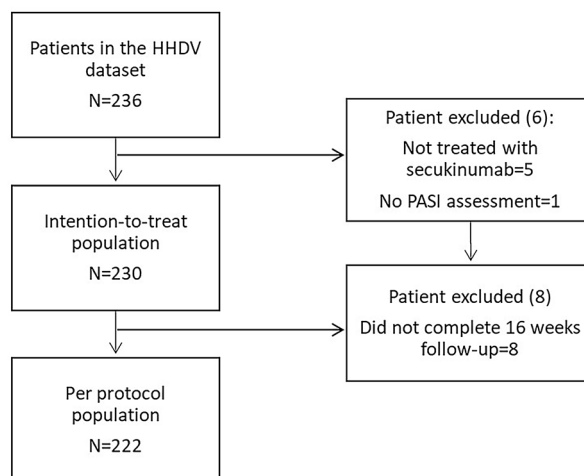 Patients in the HHDV
dataset
N=236
Patient excluded (6):
Not treated with
secukinumab=5
No PASI assessment=1
Intention-to-treat
population
N=230
Patient excluded (8)
Did not complete 16 weeks
follow-up=8
Per protocol
population
N=222